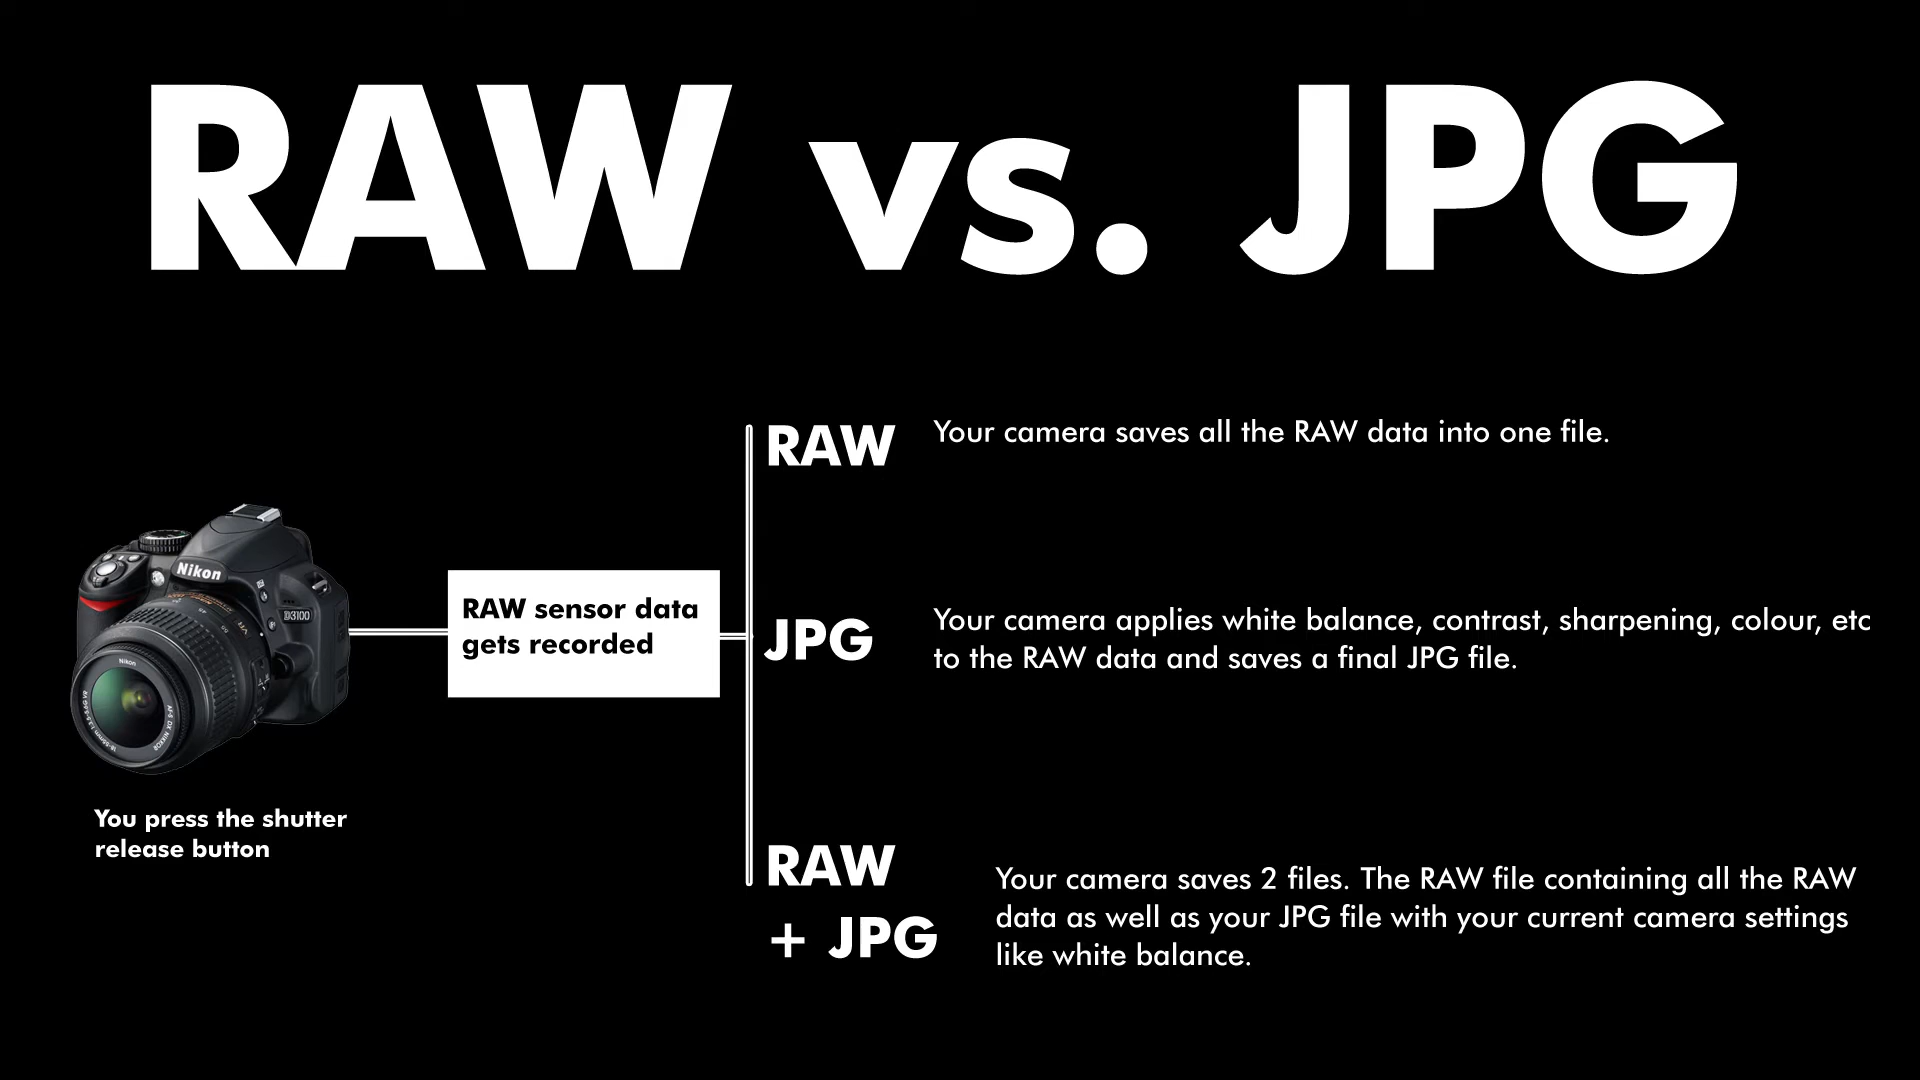 RAW vs. JPG
RAW
Your camera saves all the RAW data into one file.
Nikon
D3100
RAW sensor data
gets recorded
JPG
Your camera applies white balance, contrast, sharpening, colour, etc
to the RAW data and saves a final JPG file.
Nikon
You press the shutter
release button
RAW
+ JPG
Your camera saves 2 files. The RAW file containing all the RAW
data as well as your JPG file with your current camera settings
like white balance.